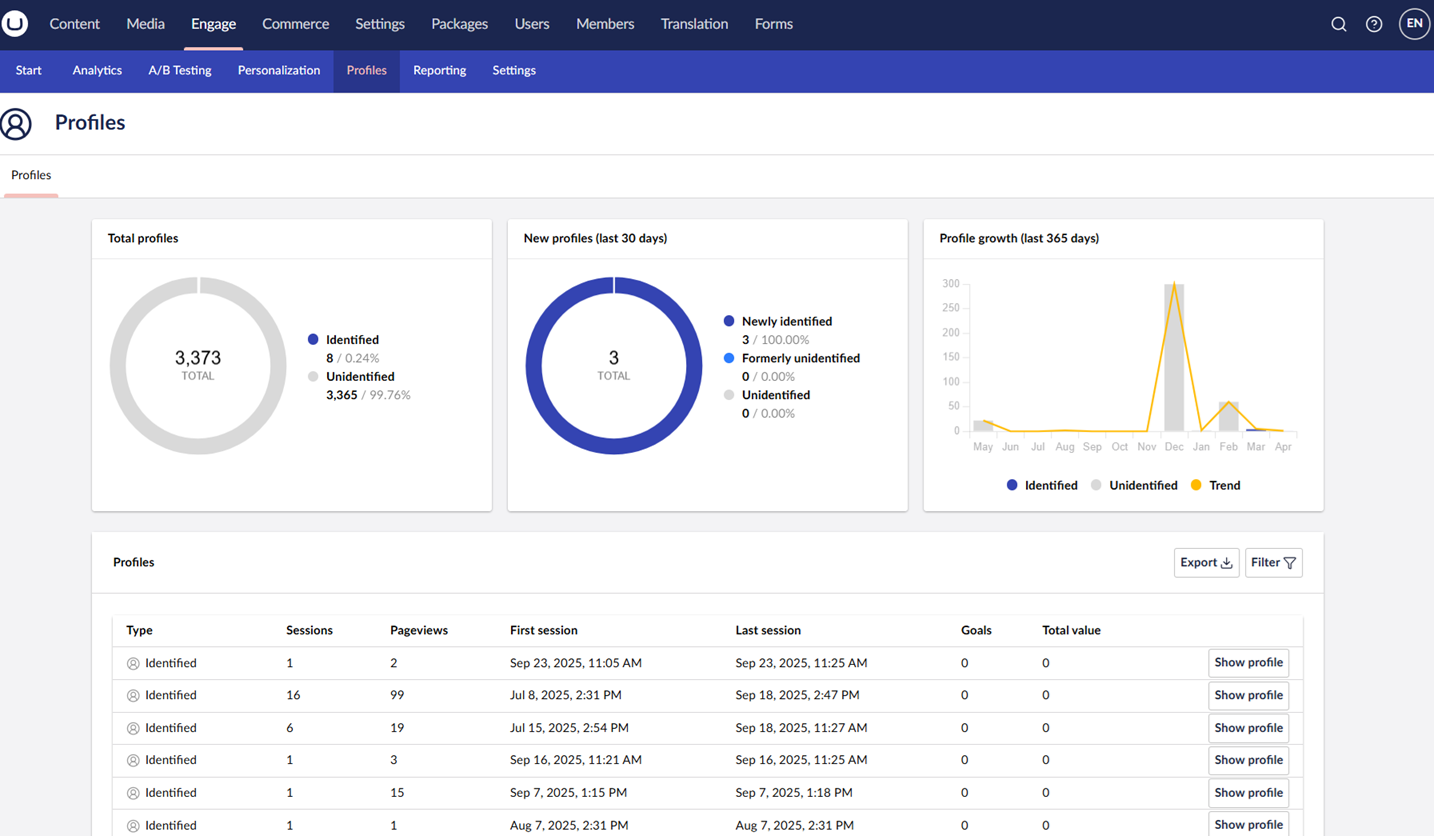 Content Media Engage Commerce Settings Packages Users Members Translation Forms EN
Start Analytics A/B Testing Personalization Profiles Reporting Settings
Profiles
Profiles
Total profiles
3,373
TOTAL
Identified
8 / 0.24%
Unidentified
3,365 / 99.76%
New profiles (last 30 days)
3
TOTAL
Newly identified
3 / 100.00%
Formerly unidentified
0 / 0.00%
Unidentified
0 / 0.00%
Profile growth (last 365 days)
300
250
200
150
100
50
0
May Jun Jul Aug Sep Oct Nov Dec Jan Feb Mar Apr
Identified Unidentified Trend
Profiles Export Filter
Type Sessions Pageviews First session Last session Goals Total value
Identified 1 2 Sep 23, 2025, 11:05 AM Sep 23, 2025, 11:25 AM 0 0 Show profile
Identified 16 99 Jul 8, 2025, 2:31 PM Sep 18, 2025, 2:47 PM 0 0 Show profile
Identified 6 19 Jul 15, 2025, 2:54 PM Sep 18, 2025, 11:27 AM 0 0 Show profile
Identified 1 3 Sep 16, 2025, 11:21 AM Sep 16, 2025, 11:25 AM 0 0 Show profile
Identified 1 15 Sep 7, 2025, 1:15 PM Sep 7, 2025, 1:18 PM 0 0 Show profile
Identified 1 1 Aug 7, 2025, 2:31 PM Aug 7, 2025, 2:31 PM 0 0 Show profile